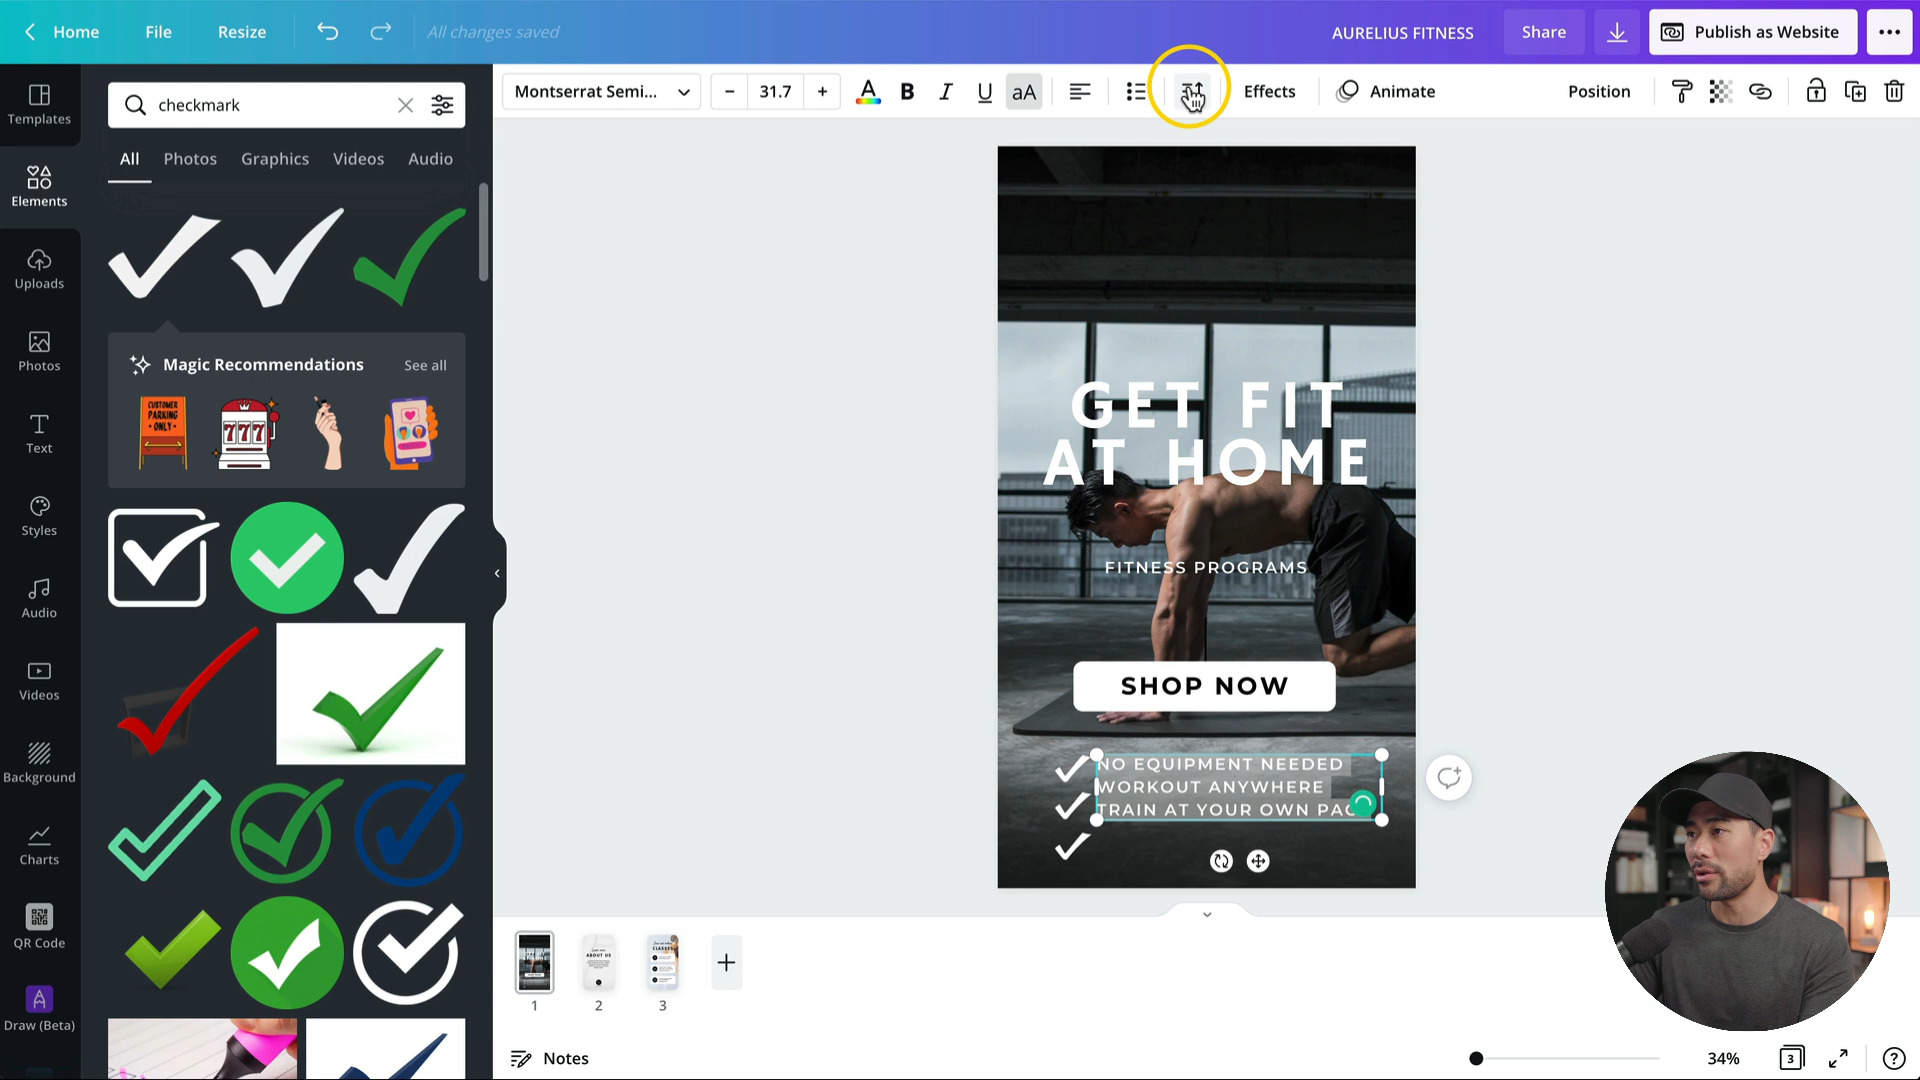 Home
File
Resize
All changes saved
AURELIUS FITNESS
Share
Publish as Website
Templates
Elements
Uploads
Photos
Text
Styles
Audio
Videos
Background
Charts
QR Code
Draw (Beta)
checkmark
All
Photos
Graphics
Videos
Audio
Magic Recommendations
See all
CUSTOMER
PARKING
ONLY
777
Montserrat Semi...
31.7
A
B
I
U
aA
Effects
Animate
Position
GET FIT
AT HOME
FITNESS PROGRAMS
SHOP NOW
NO EQUIPMENT NEEDED
WORKOUT ANYWHERE
TRAIN AT YOUR OWN PAC
ABOUT US
CLASSES
1
2
3
Notes
34%
3